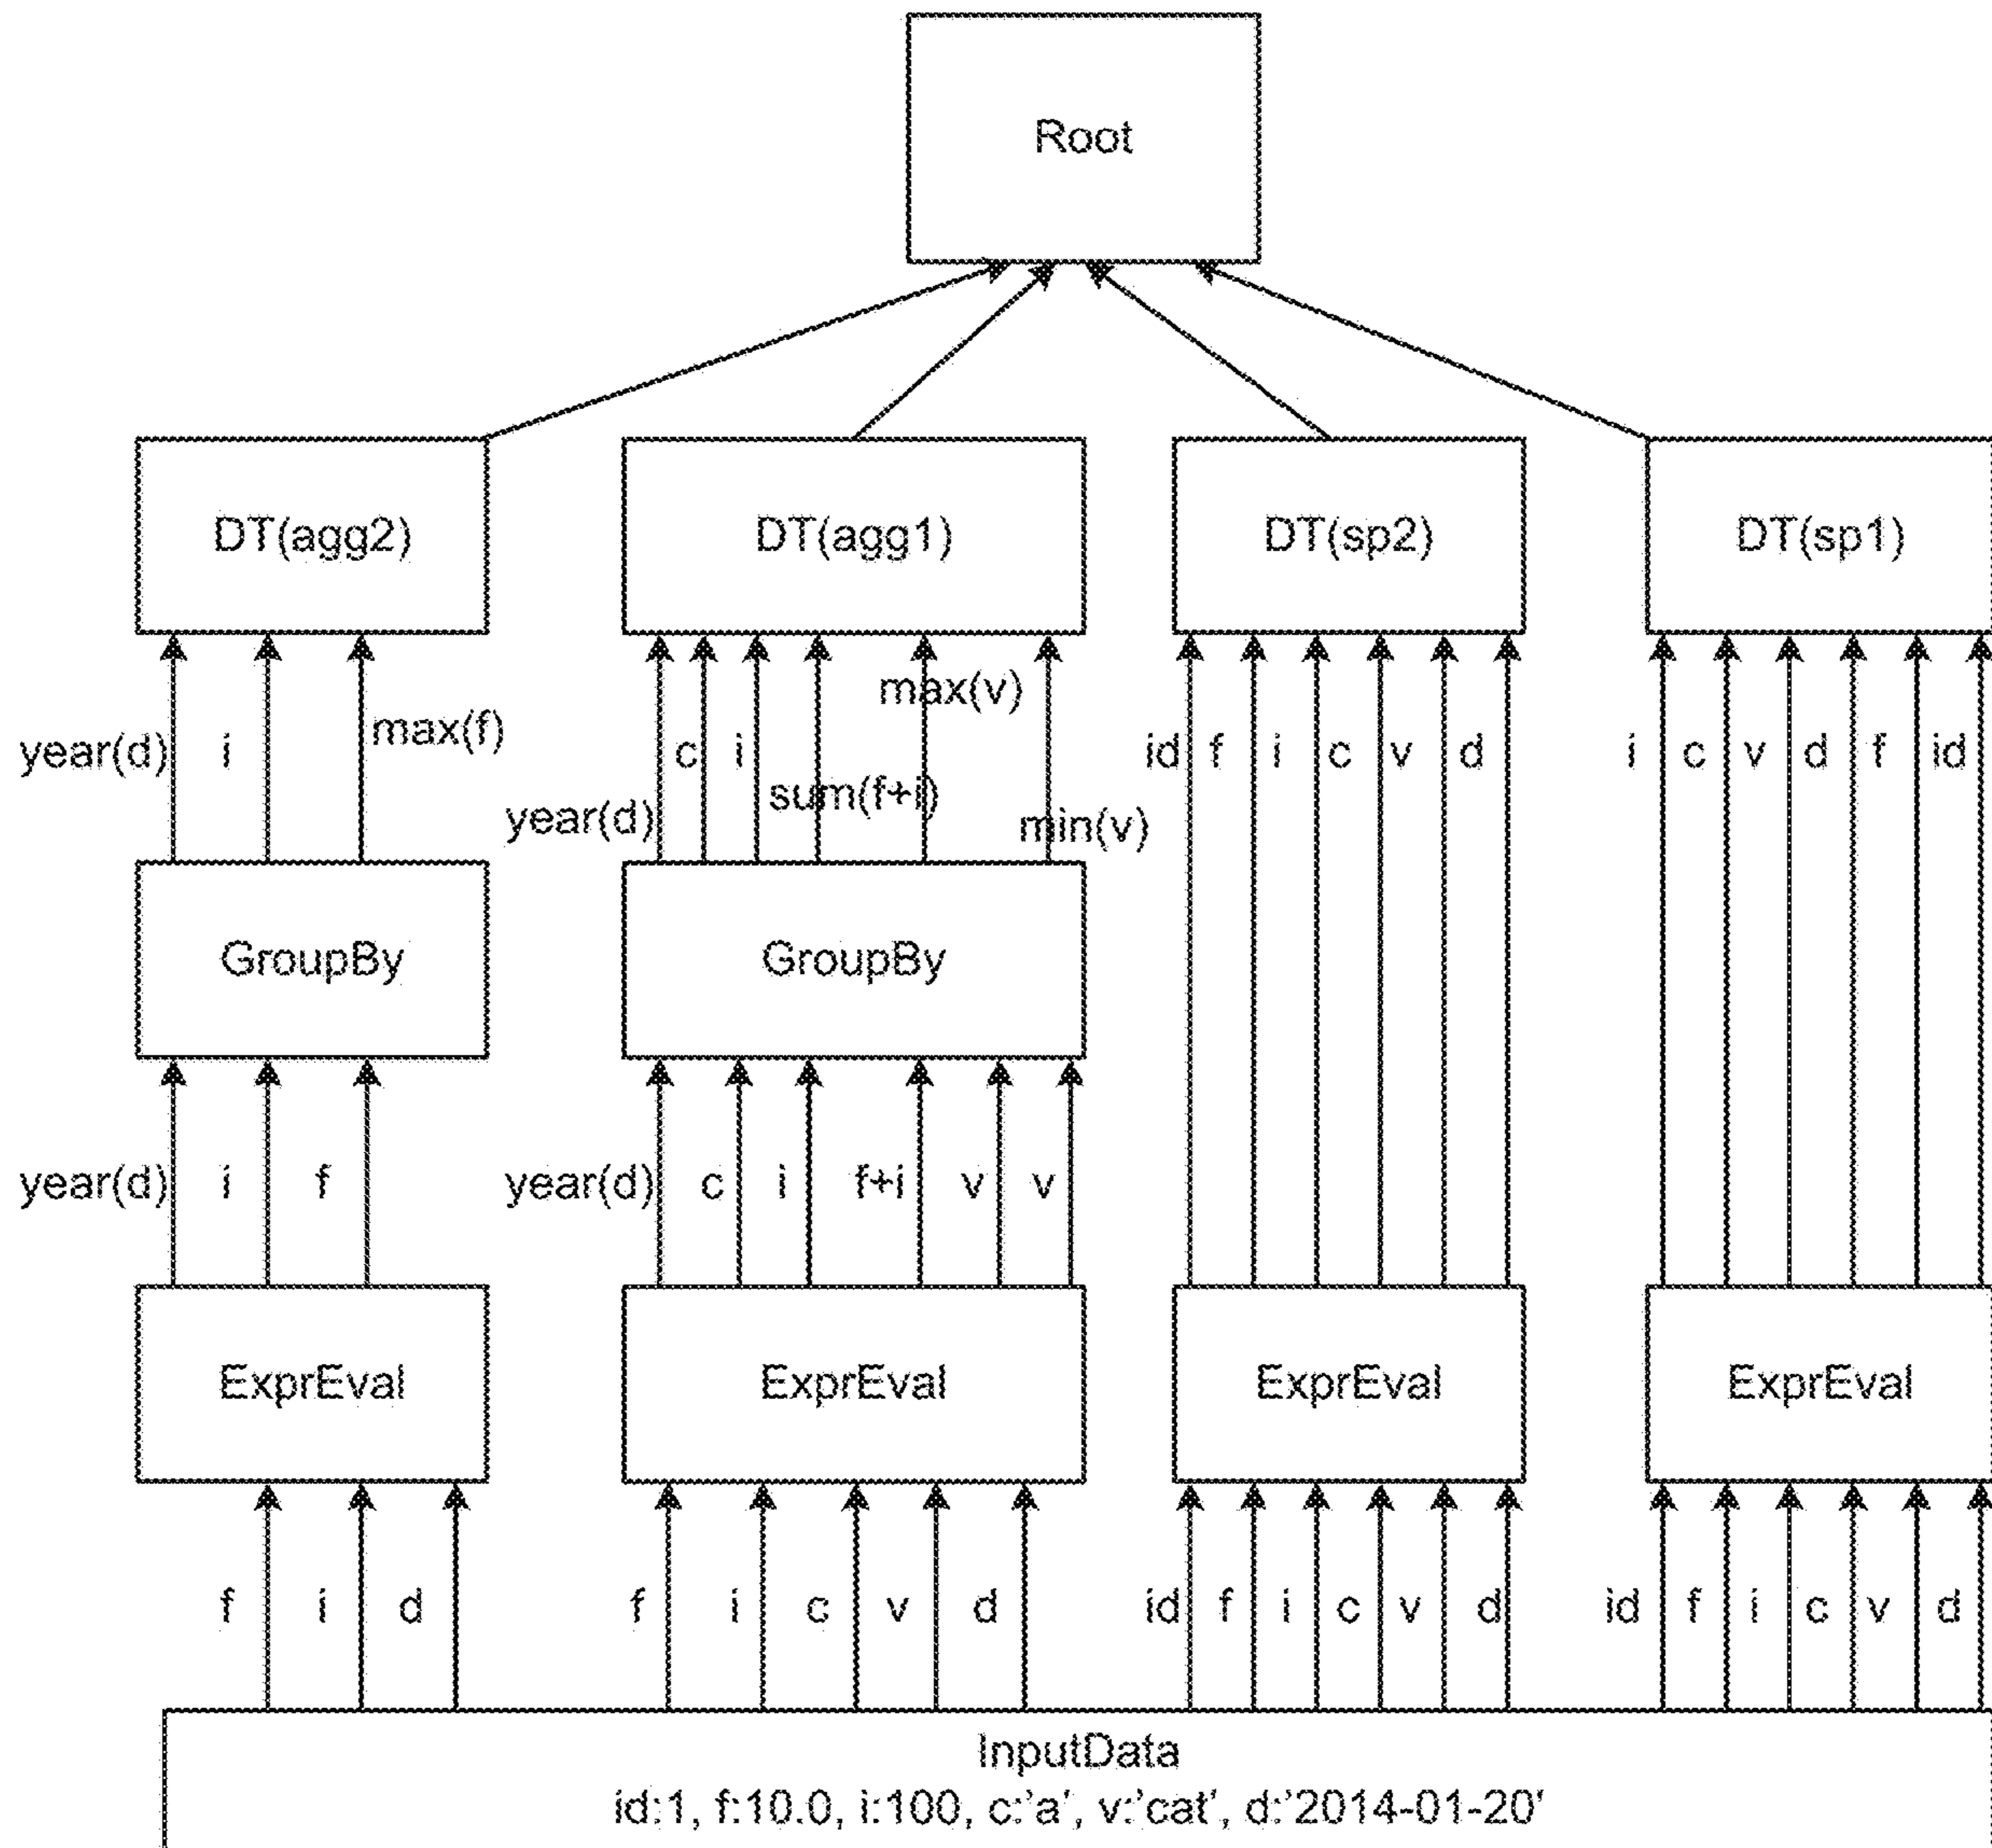 Root
DT(agg2) DT(agg1) DT(sp2) DT(sp1)
year(d) i max(f) year(d) c i sum(f+i) max(v) min(v) id f i c v d i c v d f id
GroupBy GroupBy
year(d) i f year(d) c i f+i v v
ExprEval ExprEval ExprEval ExprEval
f i d f i c v d id f i c v d id f i c v d
InputData
id:1, f:10.0, i:100, c:'a', v:'cat', d:'2014-01-20'